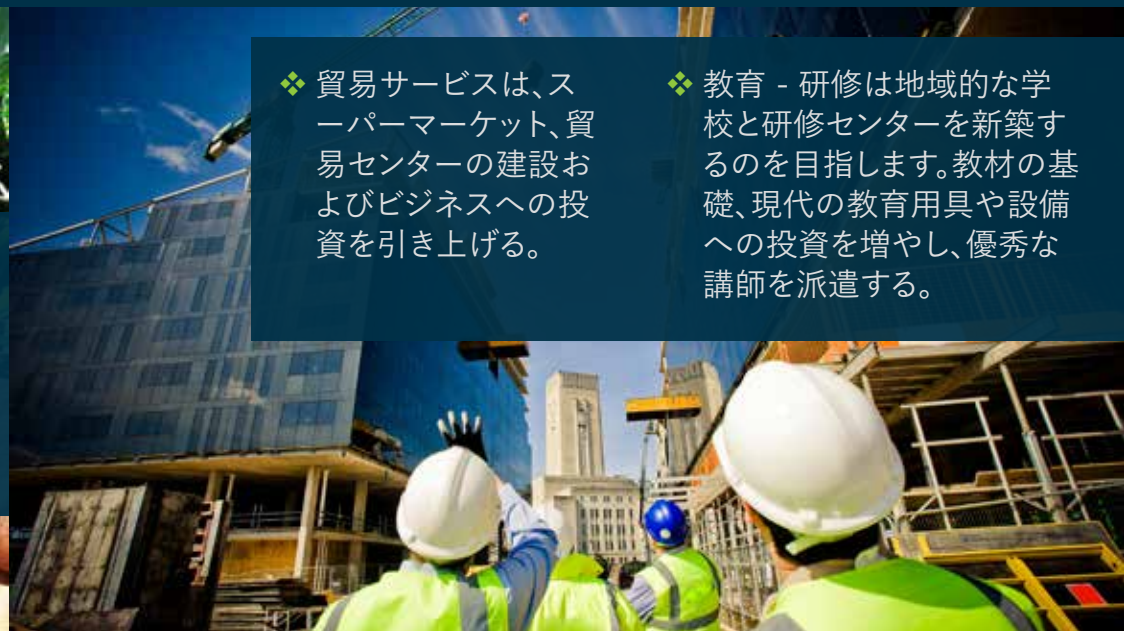 ❖ 貿易サービスは、ス
ーパーマーケット、貿
易センターの建設お
よびビジネスへの投
資を引き上げる。
❖ 教育 - 研修は地域的な学
校と研修センターを新築す
るのを目指します。教材の基
礎、現代の教育用具や設備
への投資を増やし、優秀な
講師を派遣する。